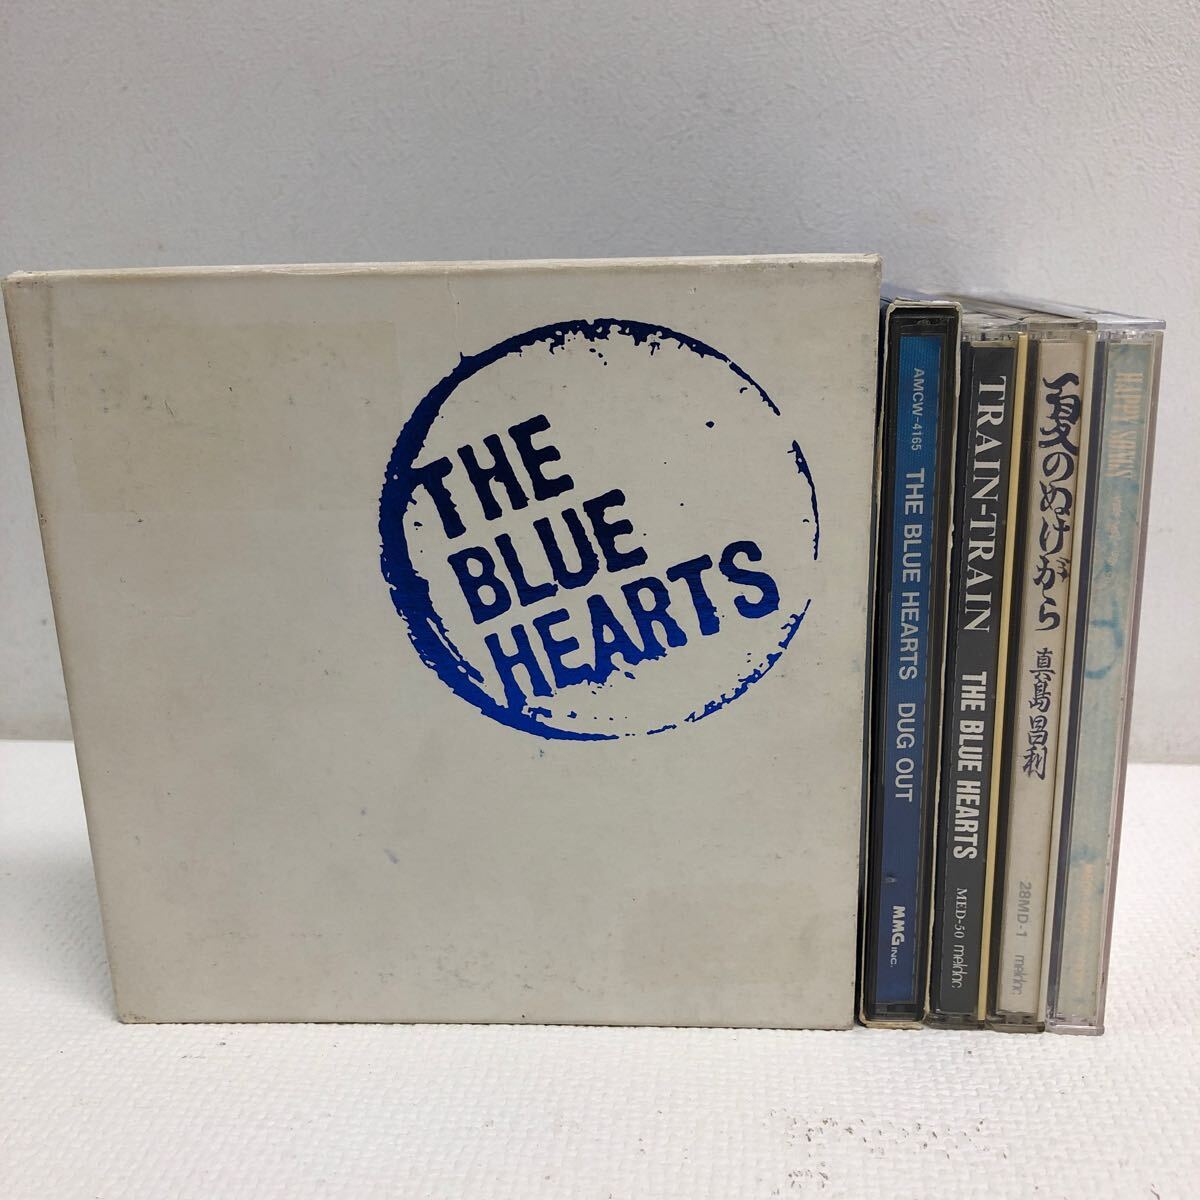 THE
BLUE
HEARTS
AMCW-4165 THE BLUE HEARTS DUG OUT MMG INC.
TRAIN-TRAIN THE BLUE HEARTS MED-50 meldac
夏のぬけがら 真島昌利 28MD-1 meldac
HAPPY SONGS